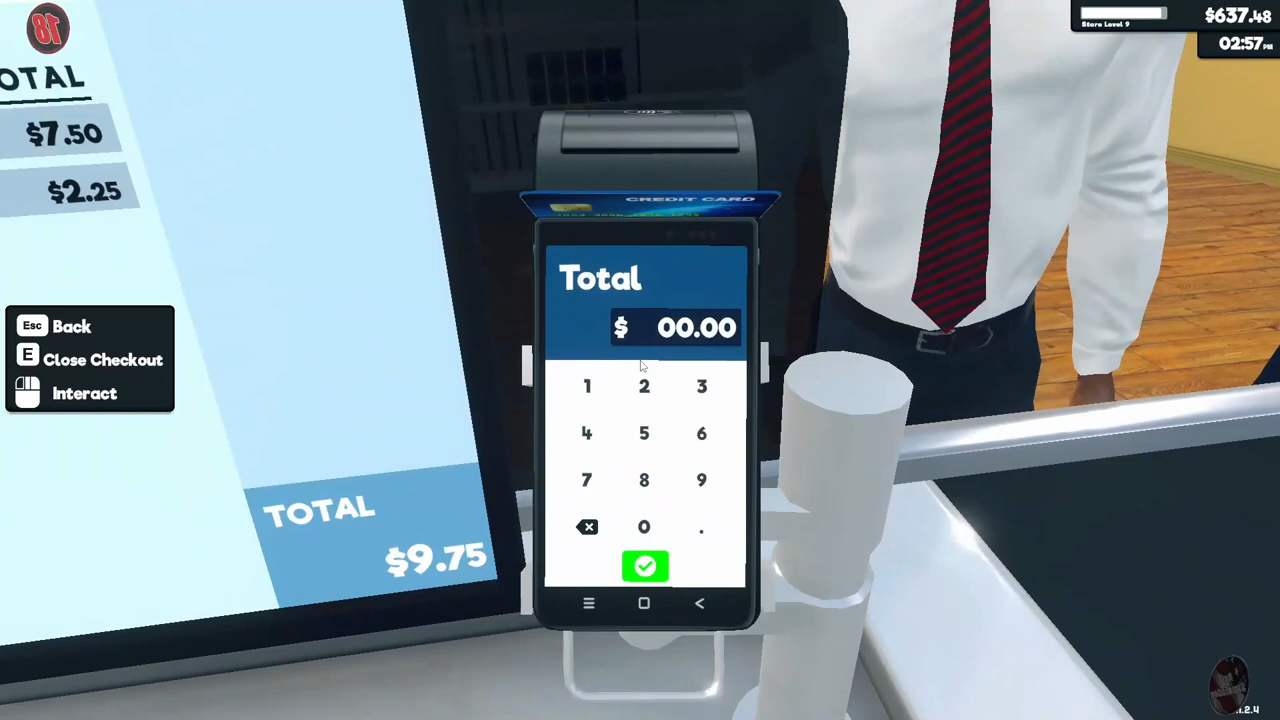 18
OTAL
$7.50
$2.25
TOTAL
$9.75
Esc Back
E Close Checkout
Interact
CREDIT CARD
Total
$ 00.00
1 2 3
4 5 6
7 8 9
0 .
$637.48
Store Level 9
02:57 PM